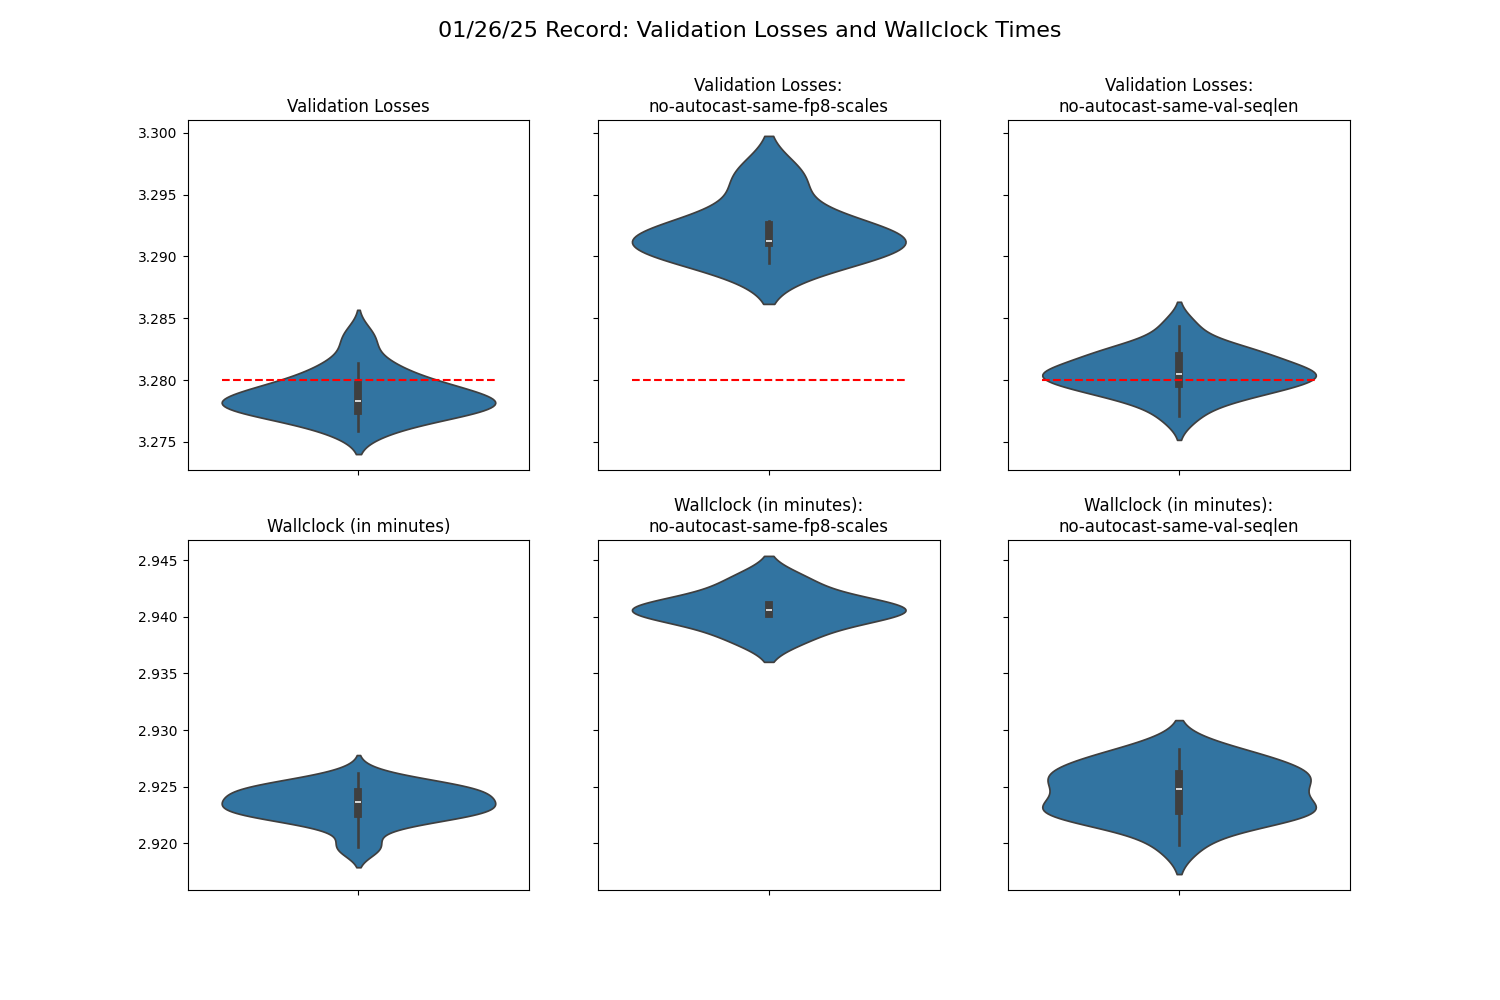 01/26/25 Record: Validation Losses and Wallclock Times
Validation Losses
Validation Losses:
no-autocast-same-fp8-scales
Validation Losses:
no-autocast-same-val-seqlen
3.300
3.295
3.290
3.285
3.280
3.275
Wallclock (in minutes)
Wallclock (in minutes):
no-autocast-same-fp8-scales
Wallclock (in minutes):
no-autocast-same-val-seqlen
2.945
2.940
2.935
2.930
2.925
2.920